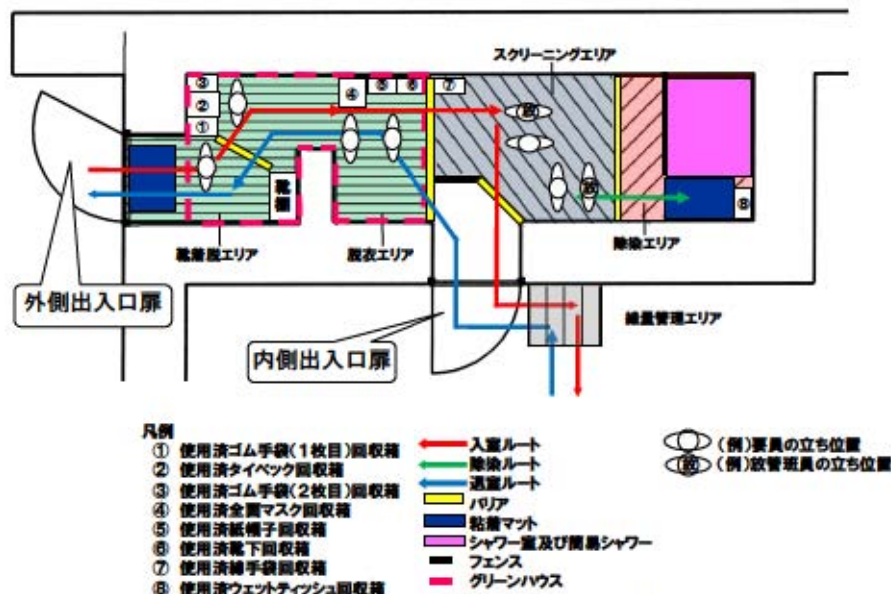 スクリーニングエリア
③
②
①
④
⑤
⑥
⑦
放
放
⑧
靴棚
靴着脱エリア
脱衣エリア
除染エリア
外側出入口扉
内側出入口扉
線量管理エリア
凡例
① 使用済ゴム手袋(1枚目)回収箱
② 使用済タイベック回収箱
③ 使用済ゴム手袋(2枚目)回収箱
④ 使用済全面マスク回収箱
⑤ 使用済紙帽子回収箱
⑥ 使用済靴下回収箱
⑦ 使用済綿手袋回収箱
⑧ 使用済ウェットティッシュ回収箱
入室ルート
除染ルート
退室ルート
バリア
粘着マット
シャワー室及び簡易シャワー
フェンス
グリーンハウス
(例)要員の立ち位置
放 (例)放管班員の立ち位置